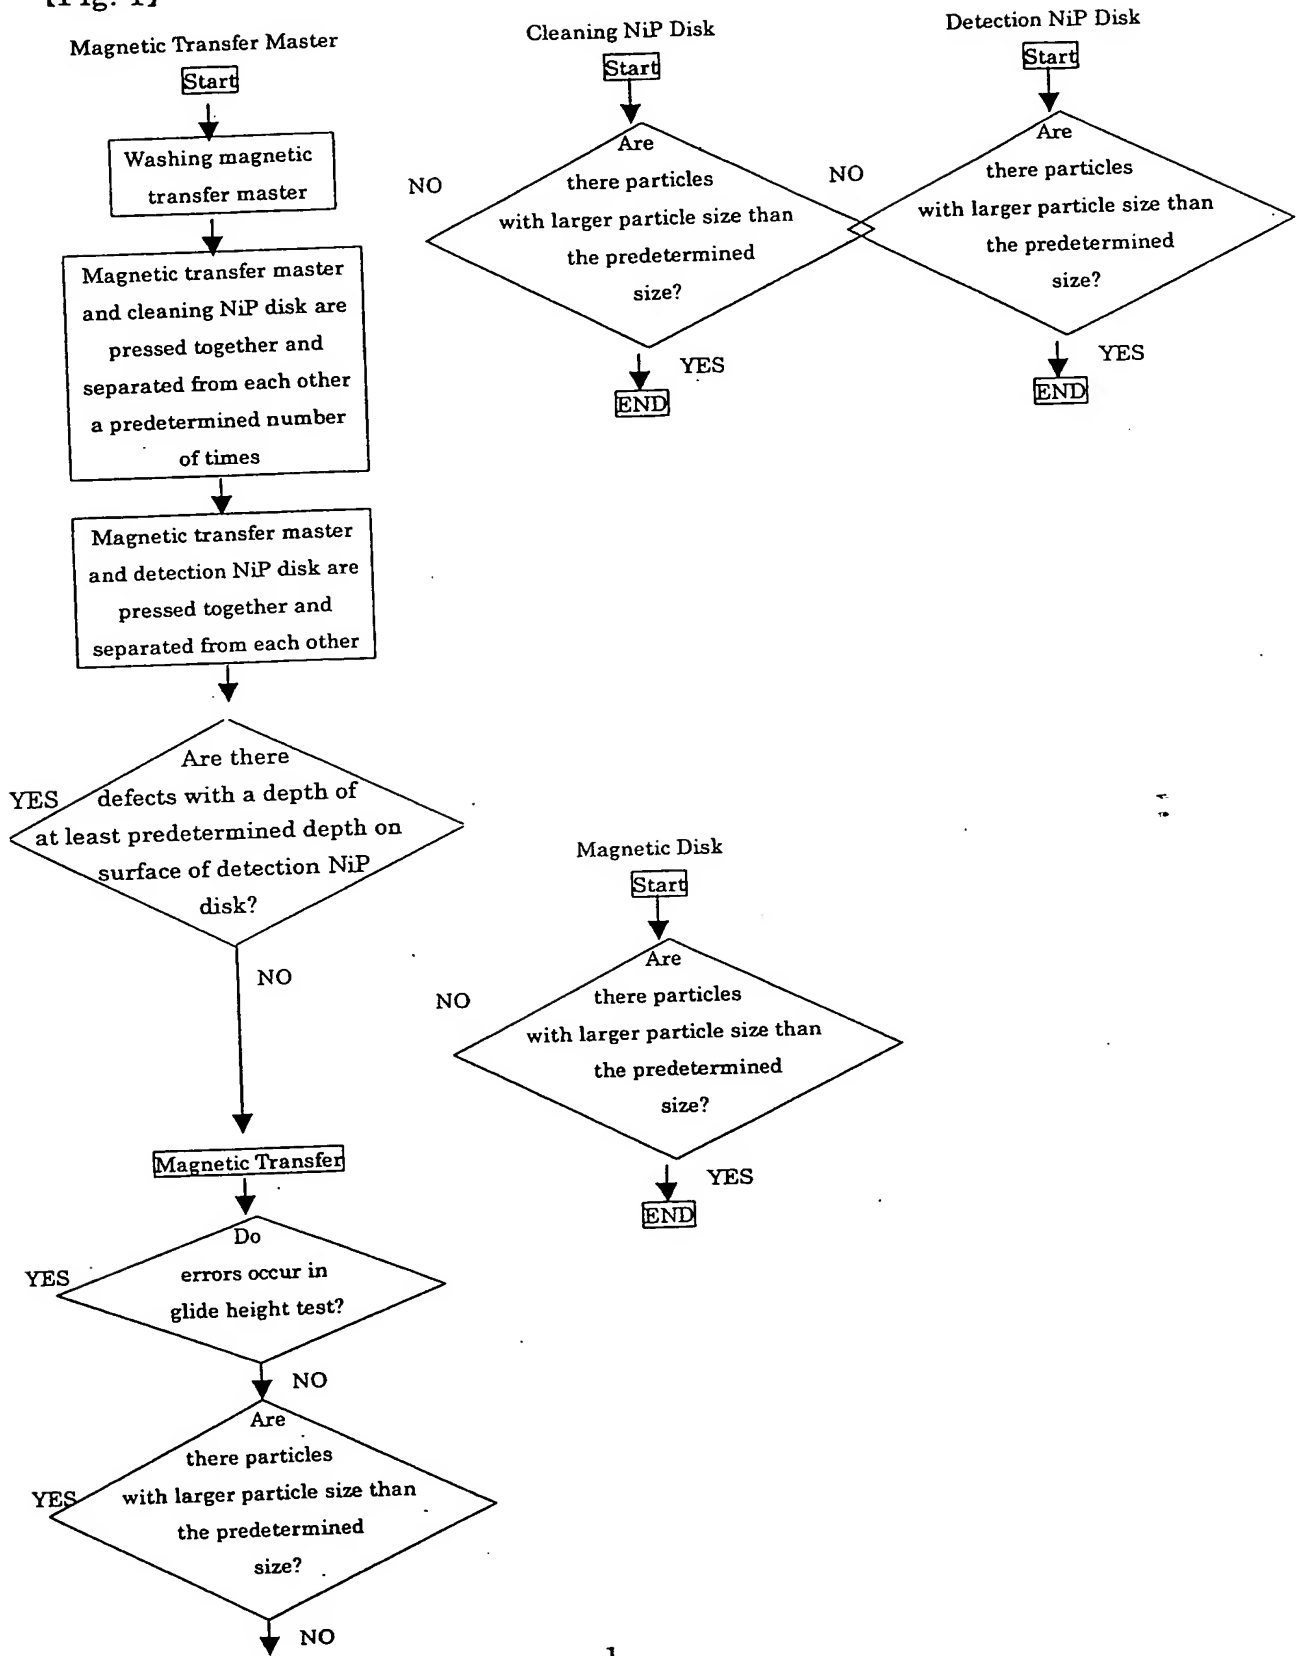 [Fig. 1]
Magnetic Transfer Master
Start
Washing magnetic
transfer master
Magnetic transfer master
and cleaning NiP disk are
pressed together and
separated from each other
a predetermined number
of times
Magnetic transfer master
and detection NiP disk are
pressed together and
separated from each other
Are there
YES
defects with a depth of
at least predetermined depth on
surface of detection NiP
disk?
NO
Magnetic Transfer
Do
YES
errors occur in
glide height test?
NO
Are
there particles
YES
with larger particle size than
the predetermined
size?
NO
Cleaning NiP Disk
Start
Are
NO
there particles
with larger particle size than
the predetermined
size?
YES
END
Detection NiP Disk
Start
Are
NO
there particles
with larger particle size than
the predetermined
size?
YES
END
Magnetic Disk
Start
Are
NO
there particles
with larger particle size than
the predetermined
size?
YES
END
1